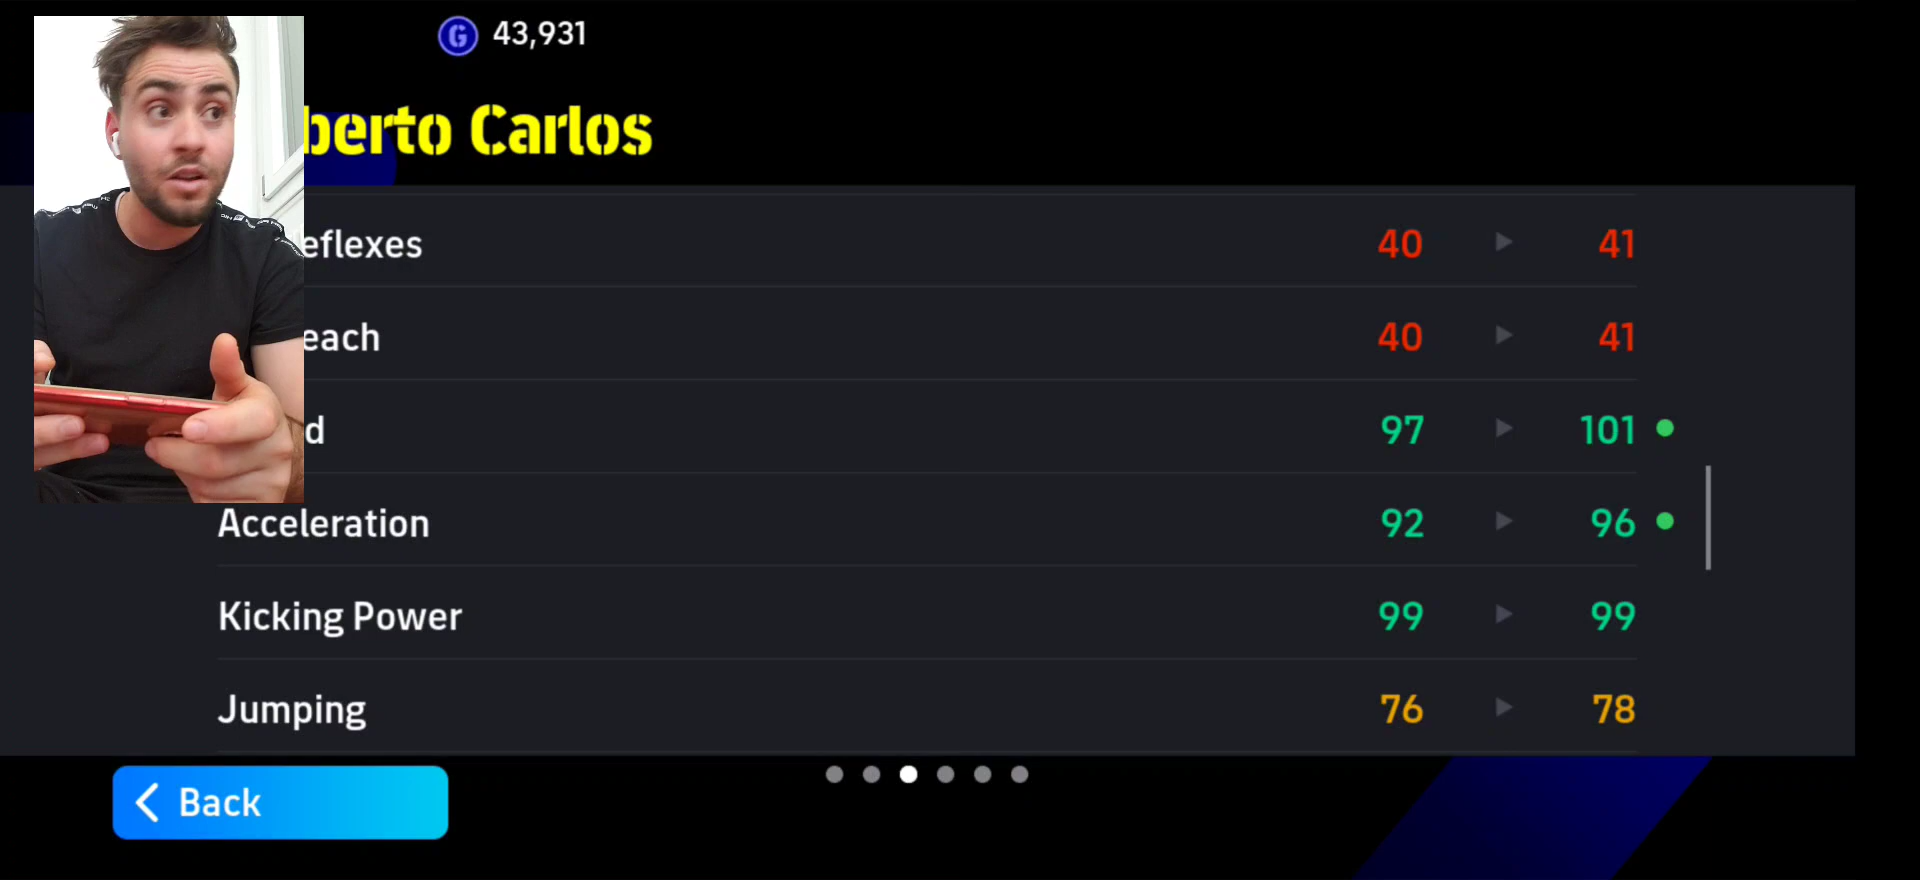 G 43,931
berto Carlos
eflexes 40 41
each 40 41
d 97 101
Acceleration 92 96
Kicking Power 99 99
Jumping 76 78
Back